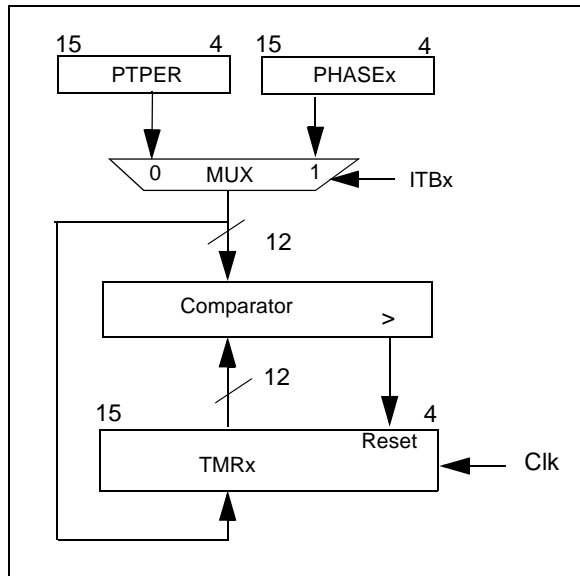 15 4 15 4
PTPER PHASEx
0 MUX 1
ITBx
12
Comparator
>
12
15 4
Reset
TMRx
Clk